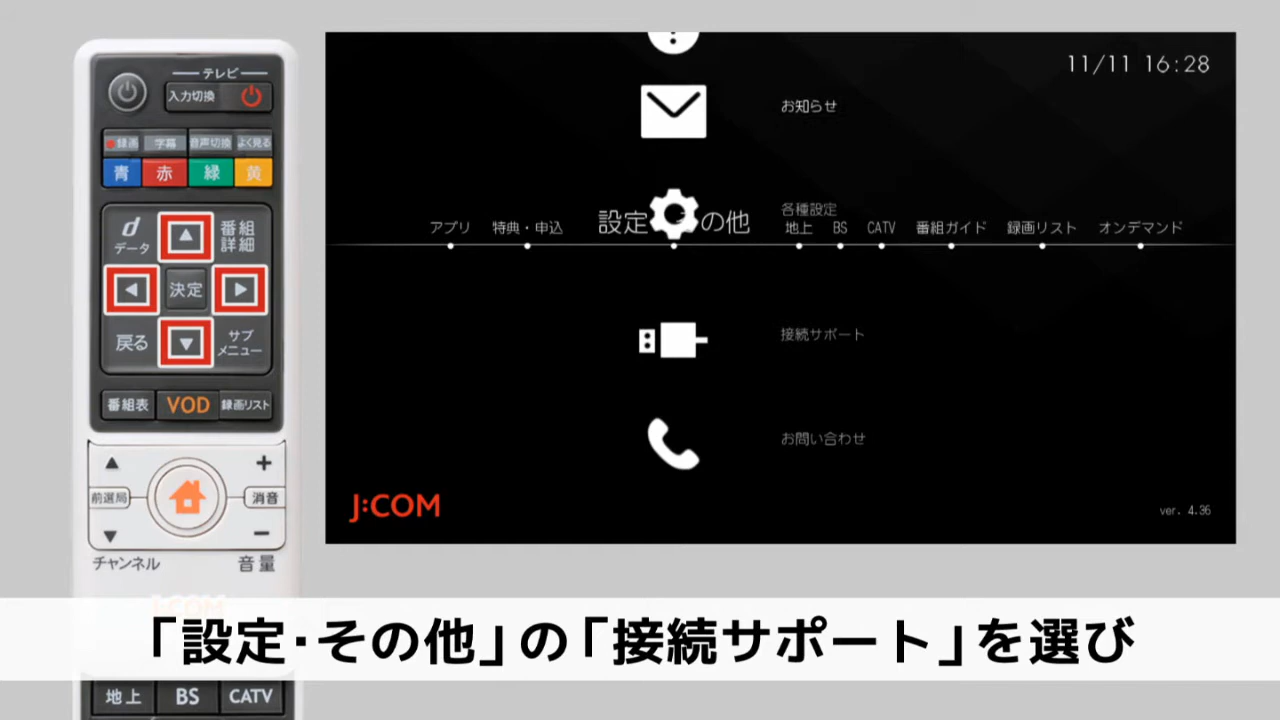 テレビ
入力切換
録画 字幕 音声切換 よく見る
青 赤 緑 黄
d
データ
番組
詳細
決定
戻る
サブ
メニュー
番組表 VOD 録画リスト
前選局
消音
チャンネル
音量
J:COM
地上 BS CATV
11/11 16:28
お知らせ
各種設定
アプリ 特典・申込 設定 の他 地上 BS CATV 番組ガイド 録画リスト オンデマンド
接続サポート
お問い合わせ
J:COM
ver. 4.36
「設定・その他」の「接続サポート」を選び